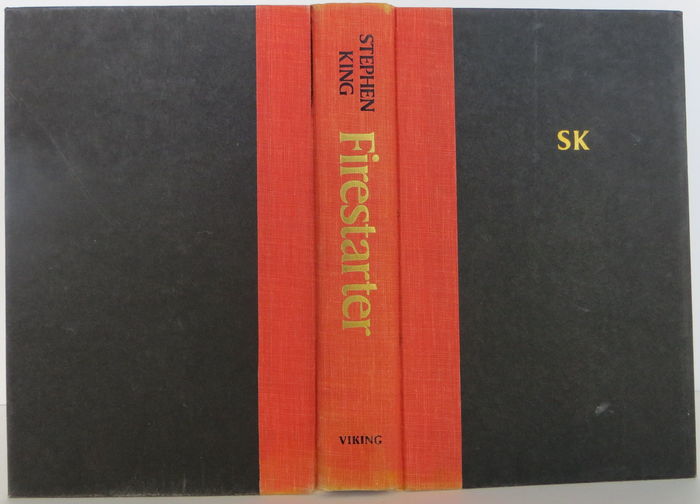 STEPHEN
KING
Firestarter
VIKING
SK